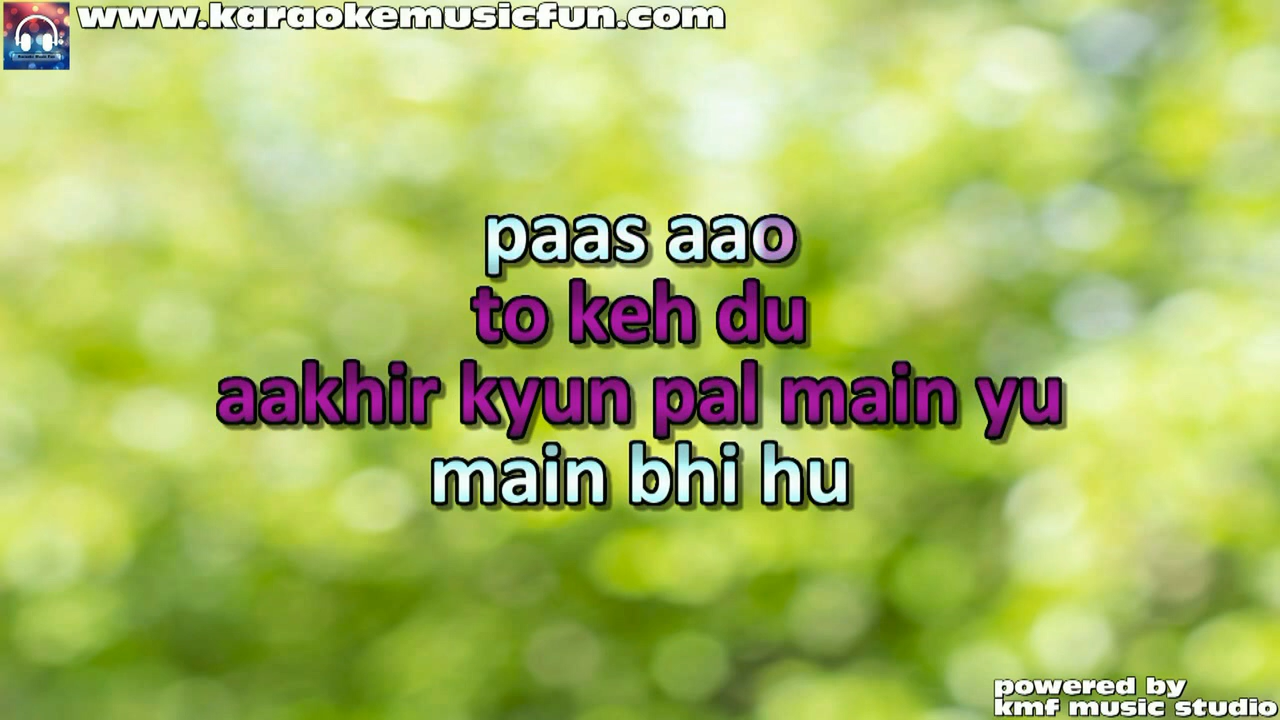 www.karaokemusicfun.com
paas aao
to keh du
aakhir kyun pal main yu
main bhi hu
powered by
kmf music studio